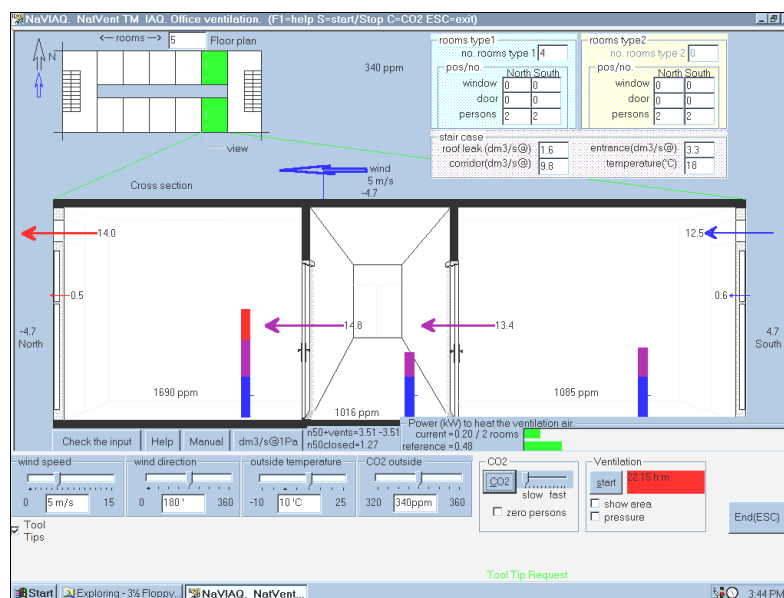 NaVIAQ. NatVent TM IAQ. Office ventilation. (F1=help S=start/Stop C=CO2 ESC=exit)
<-- rooms --> 5 Floor plan
N
340 ppm
view
rooms type1
no. rooms type 1 4
pos/no.
North South
window 0 0
door 0 0
persons 2 2
rooms type2
no. rooms type 2 0
pos/no.
North South
window 0 0
door 0 0
persons 2 2
stair case
roof leak (dm3/s@) 1.6 entrance(dm3/s@) 3.3
corridor(dm3/s@) 9.8 temperature(°C) 18
wind
5 m/s
-4.7
Cross section
14.0
12.5
0.5
0.6
14.8
13.4
-4.7
North
4.7
South
1690 ppm
1016 ppm
1085 ppm
Check the input Help Manual dm3/s@1Pa
n50+vents=3.51 -3.51
n50closed=1.27
Power (kW) to heat the ventilation air.
current =0.20 / 2 rooms
reference =0.48
wind speed
0 5 m/s 15
wind direction
0 180 ° 360
outside temperature
-10 10 °C 25
CO2 outside
320 340ppm 360
CO2
CO2
slow fast
zero persons
Ventilation
start 22:15 h:m
show area
pressure
End(ESC)
Tool
Tips
Tool Tip Request
Start Exploring - 3½ Floppy... NaVIAQ. NatVent... 3:44 PM